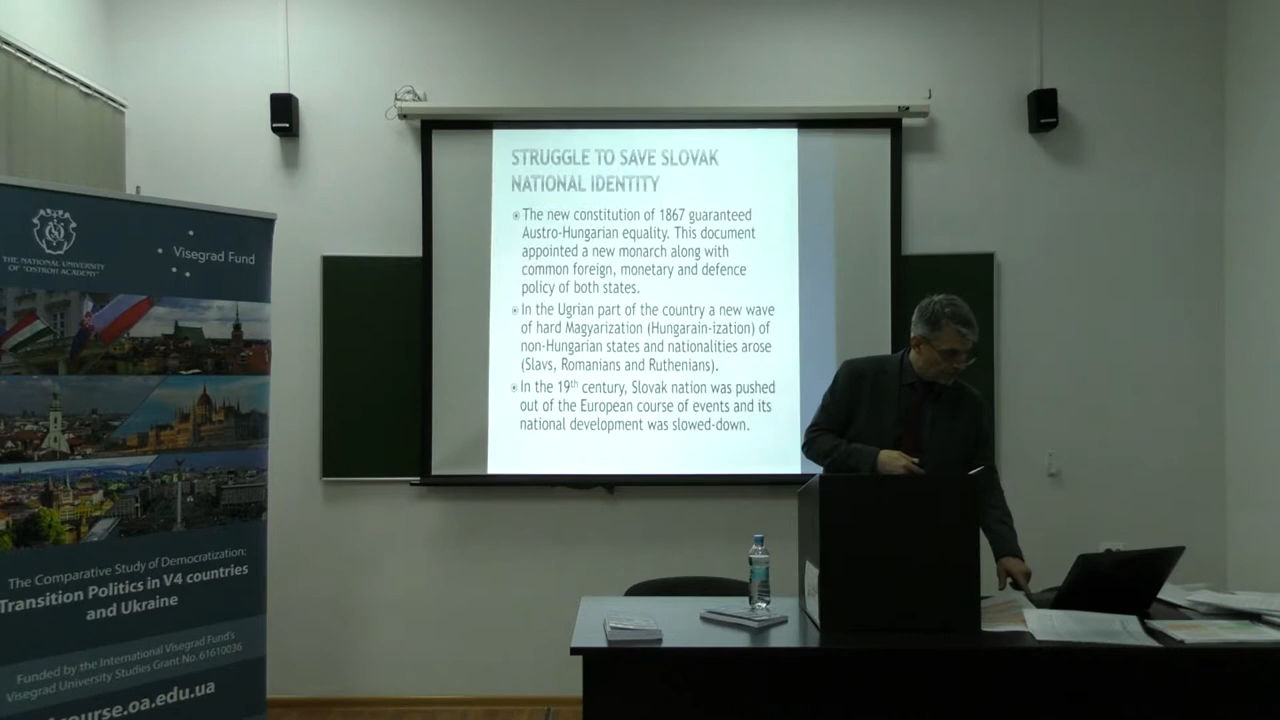 STRUGGLE TO SAVE SLOVAK
NATIONAL IDENTITY
The new constitution of 1867 guaranteed
Austro-Hungarian equality. This document
appointed a new monarch along with
common foreign, monetary and defence
policy of both states.
In the Ugrian part of the country a new wave
of hard Magyarization (Hungarain-ization) of
non-Hungarian states and nationalities arose
(Slavs, Romanians and Ruthenians).
In the 19th century, Slovak nation was pushed
out of the European course of events and its
national development was slowed-down.
THE NATIONAL UNIVERSITY
OF "OSTROH ACADEMY"
Visegrad Fund
The Comparative Study of Democratization:
Transition Politics in V4 countries
and Ukraine
Funded by the International Visegrad Fund's
Visegrad University Studies Grant No. 61610036
course.oa.edu.ua